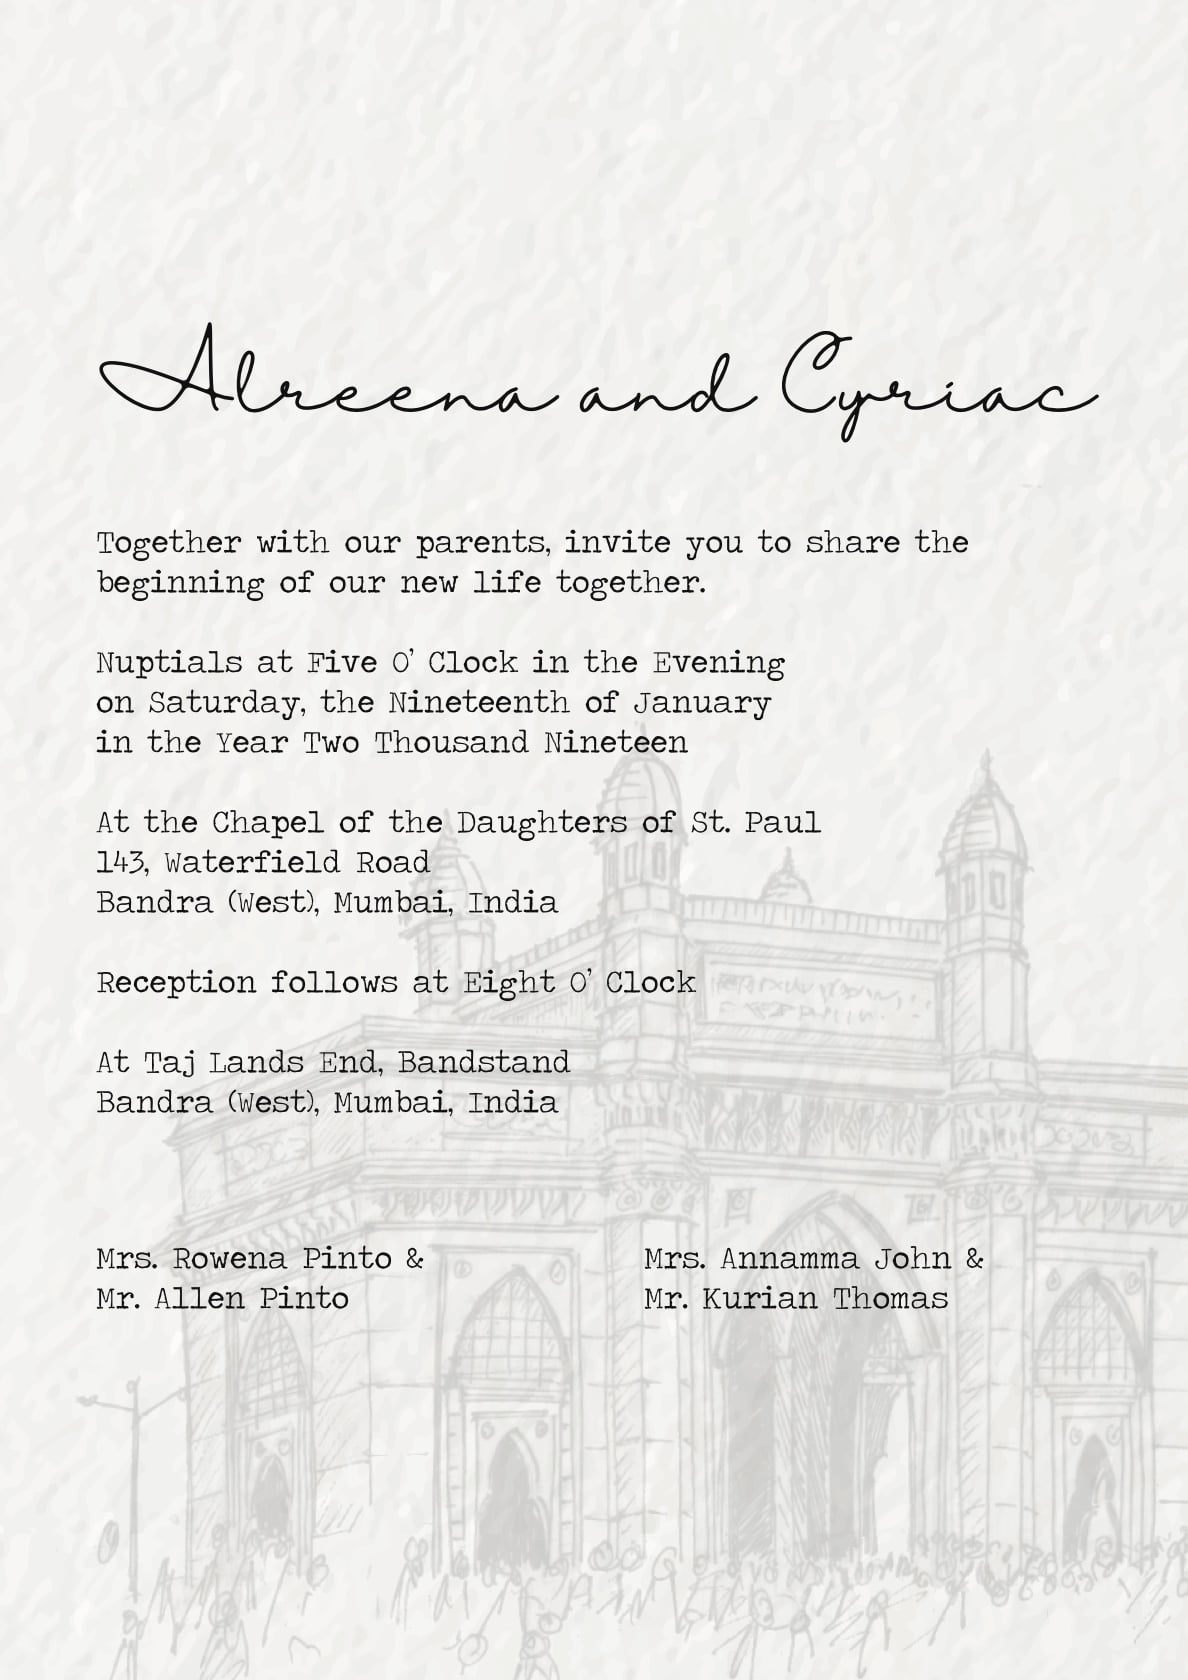 Alreena and Cyriac
Together with our parents, invite you to share the
beginning of our new life together.
Nuptials at Five O' Clock in the Evening
on Saturday, the Nineteenth of January
in the Year Two Thousand Nineteen
At the Chapel of the Daughters of St. Paul
143, Waterfield Road
Bandra (West), Mumbai, India
Reception follows at Eight O' Clock
At Taj Lands End, Bandstand
Bandra (West), Mumbai, India
Mrs. Rowena Pinto &
Mr. Allen Pinto
Mrs. Annamma John &
Mr. Kurian Thomas